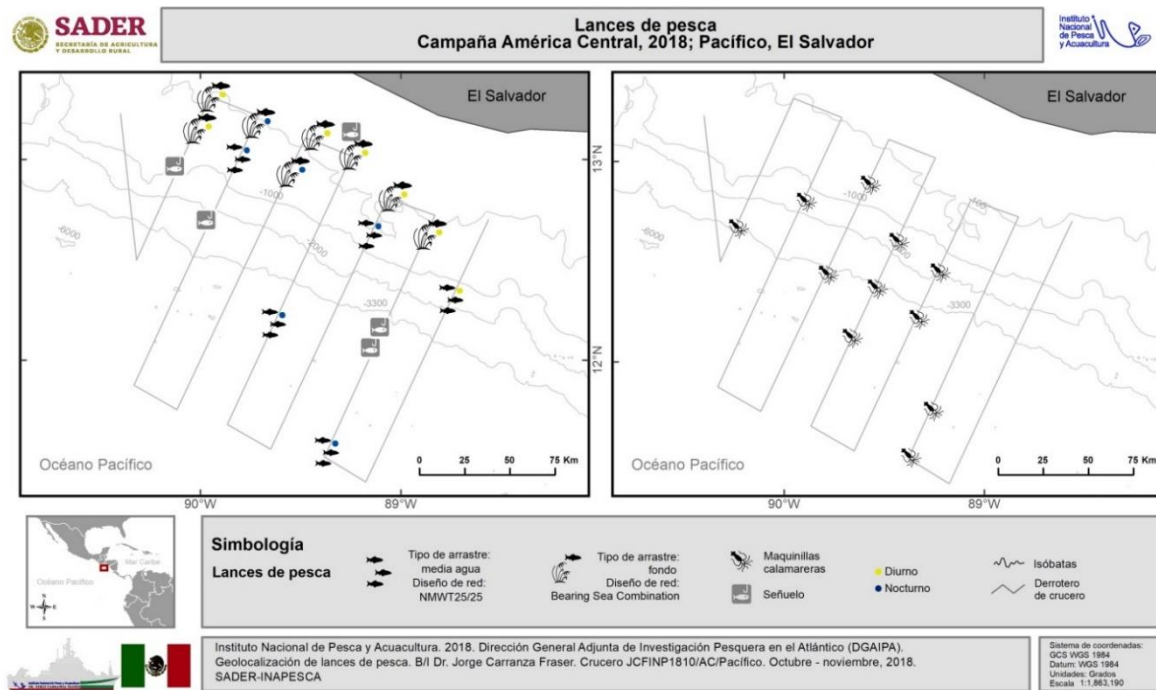 SADER
SECRETARÍA DE AGRICULTURA
Y DESARROLLO RURAL
Lances de pesca
Campaña América Central, 2018; Pacífico, El Salvador
Instituto
Nacional
de Pesca
y Acuacultura
El Salvador
-1000
-2000
-3300
-6000
Océano Pacífico
0 25 50 75 Km
90°W
89°W
13°N
12°N
El Salvador
-100
-1000
-3300
-6000
Océano Pacífico
0 25 50 75 Km
90°W
89°W
Mar Caribe
Océano Pacífico
N
W
E
S
Simbología
Lances de pesca
Tipo de arrastre:
media agua
Diseño de red:
NMWT25/25
Tipo de arrastre:
fondo
Diseño de red:
Bearing Sea Combination
Maquinillas
calamareras
Señuelo
Diurno
Nocturno
Isóbatas
Derrotero
de crucero
Instituto Nacional de Pesca y Acuacultura. 2018. Dirección General Adjunta de Investigación Pesquera en el Atlántico (DGAIPA).
Geolocalización de lances de pesca. B/I Dr. Jorge Carranza Fraser. Crucero JCFINP1810/AC/Pacífico. Octubre - noviembre, 2018.
SADER-INAPESCA
Sistema de coordenadas:
GCS WGS 1984
Datum: WGS 1984
Unidades: Grados
Escala 1:1,863,190